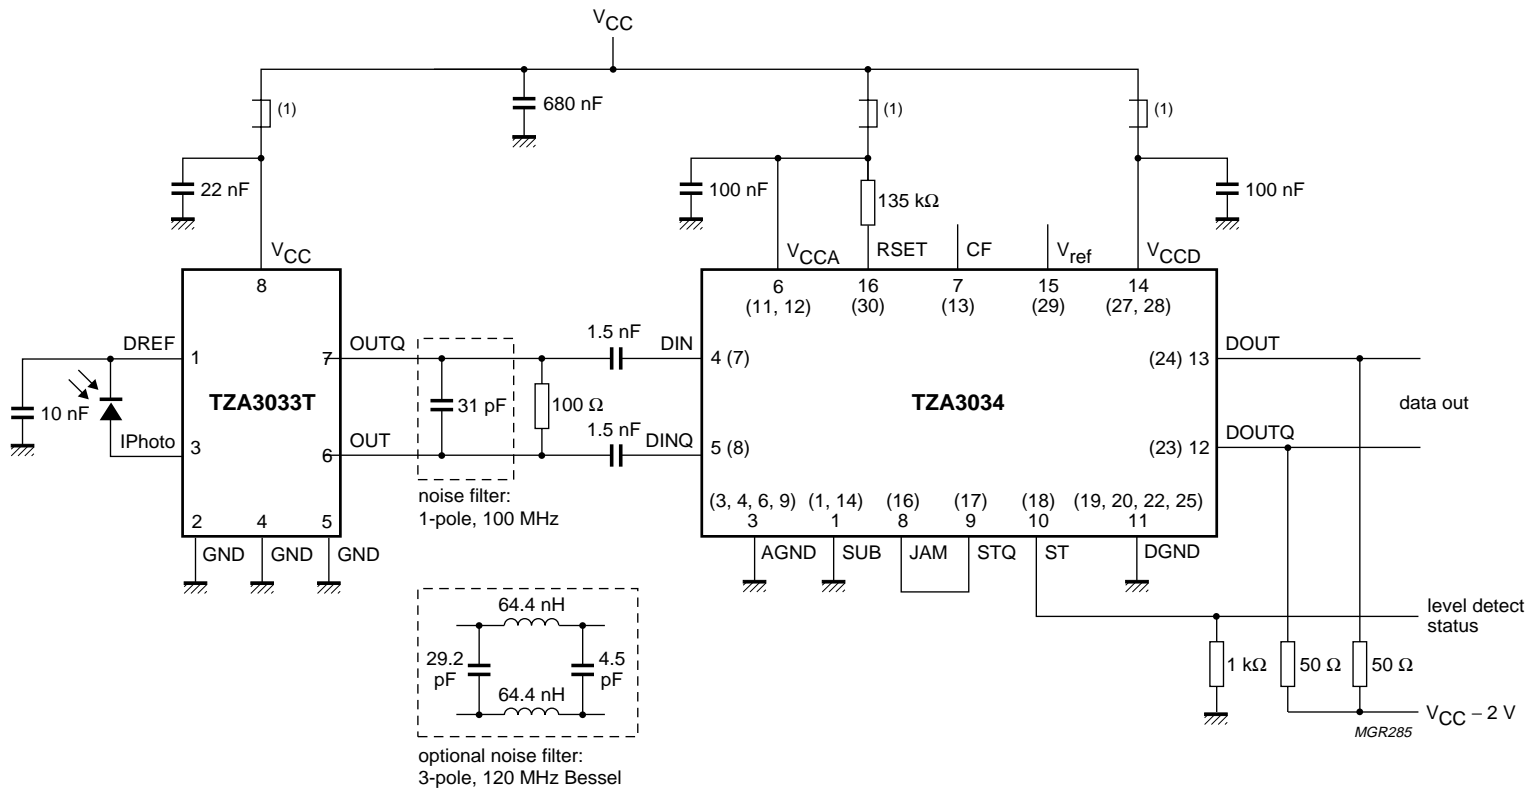 VCC
(1)
680 nF
(1)
(1)
22 nF
100 nF
135 kΩ
100 nF
VCC
VCCA
RSET
CF
Vref
VCCD
8
6
16
7
15
14
(11, 12)
(30)
(13)
(29)
(27, 28)
DREF
1
7
OUTQ
1.5 nF
DIN
4 (7)
(24) 13
DOUT
10 nF
TZA3033T
31 pF
100 Ω
TZA3034
data out
IPhoto
3
6
OUT
1.5 nF
DINQ
5 (8)
(23) 12
DOUTQ
noise filter:
1-pole, 100 MHz
2
4
5
GND
GND
GND
(3, 4, 6, 9)
(1, 14)
(16)
(17)
(18)
(19, 20, 22, 25)
3
1
8
9
10
11
AGND
SUB
JAM
STQ
ST
DGND
64.4 nH
29.2
pF
4.5
pF
64.4 nH
optional noise filter:
3-pole, 120 MHz Bessel
level detect
status
1 kΩ
50 Ω
50 Ω
VCC – 2 V
MGR285